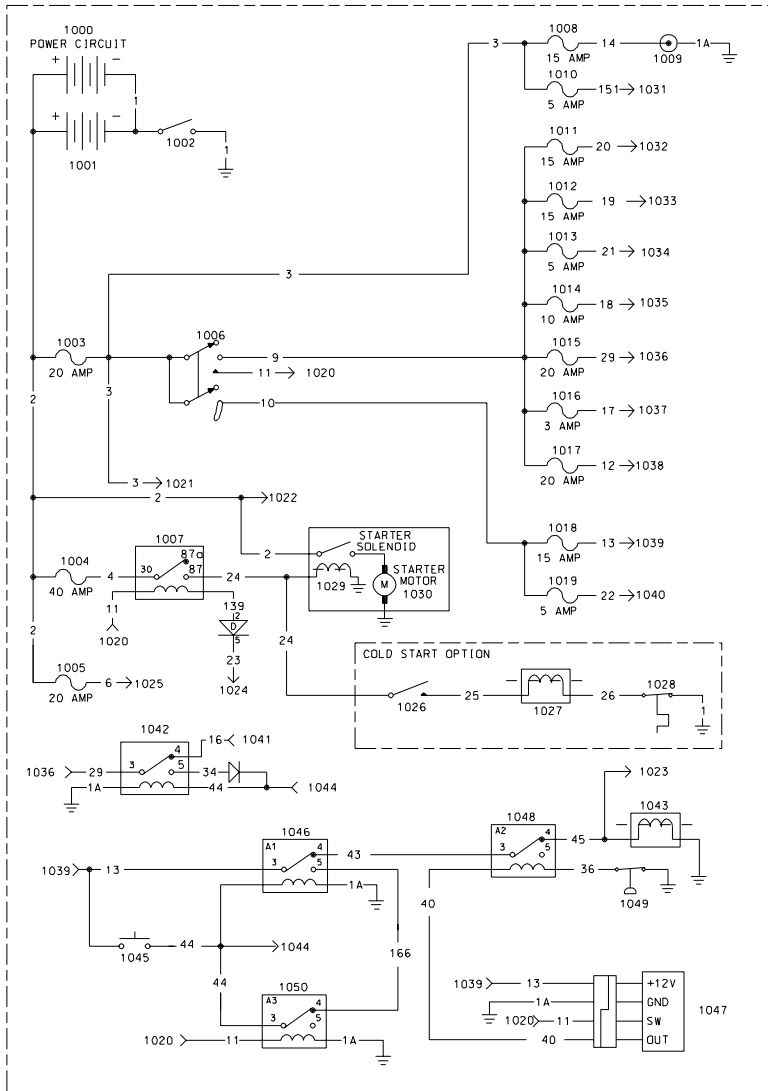 1000
POWER CIRCUIT
+ -
1
+ -
1001
1002
1
3
1008
15 AMP
14
1009
1A
1010
5 AMP
151 1031
1011
15 AMP
20 1032
1012
15 AMP
19 1033
1013
5 AMP
21 1034
3
1014
10 AMP
18 1035
1003
20 AMP
1006
9
1015
20 AMP
29 1036
11 1020
2
3
10
1016
3 AMP
17 1037
1017
20 AMP
12 1038
3 1021
2 1022
1018
15 AMP
13 1039
1019
5 AMP
22 1040
1004
40 AMP
4
1007
87a
30 87
24
11
1020
139
2
D
5
23
1024
2
STARTER
SOLENOID
1029
STARTER
MOTOR
1030
M
2
24
1005
20 AMP
6 1025
COLD START OPTION
1026
25
1027
26
1028
1
1042
16 1041
1036 29 3 4 5 34
1A 44 1044
1023
1046
A1
4
3 5
43
1048
A2
4
3 5
45
1043
1039 13
1A
36
1049
40
1045
44
1044
44
166
1050
A3
4
3 5
1020 11 1A
1039 13 +12V
1A GND
1020 11 SW
40 OUT
1047